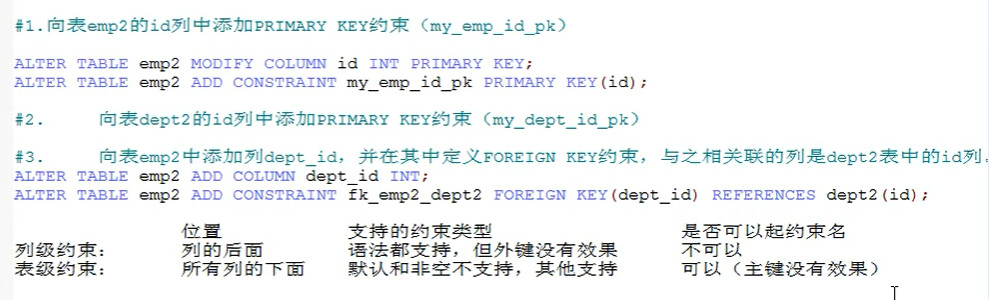 #1.向表emp2的id列中添加PRIMARY KEY约束（my_emp_id_pk）
ALTER TABLE emp2 MODIFY COLUMN id INT PRIMARY KEY;
ALTER TABLE emp2 ADD CONSTRAINT my_emp_id_pk PRIMARY KEY(id);
#2. 向表dept2的id列中添加PRIMARY KEY约束（my_dept_id_pk）
#3. 向表emp2中添加列dept_id，并在其中定义FOREIGN KEY约束，与之相关联的列是dept2表中的id列。
ALTER TABLE emp2 ADD COLUMN dept_id INT;
ALTER TABLE emp2 ADD CONSTRAINT fk_emp2_dept2 FOREIGN KEY(dept_id) REFERENCES dept2(id);
位置 支持的约束类型 是否可以起约束名
列级约束： 列的后面 语法都支持，但外键没有效果 不可以
表级约束： 所有列的下面 默认和非空不支持，其他支持 可以（主键没有效果）